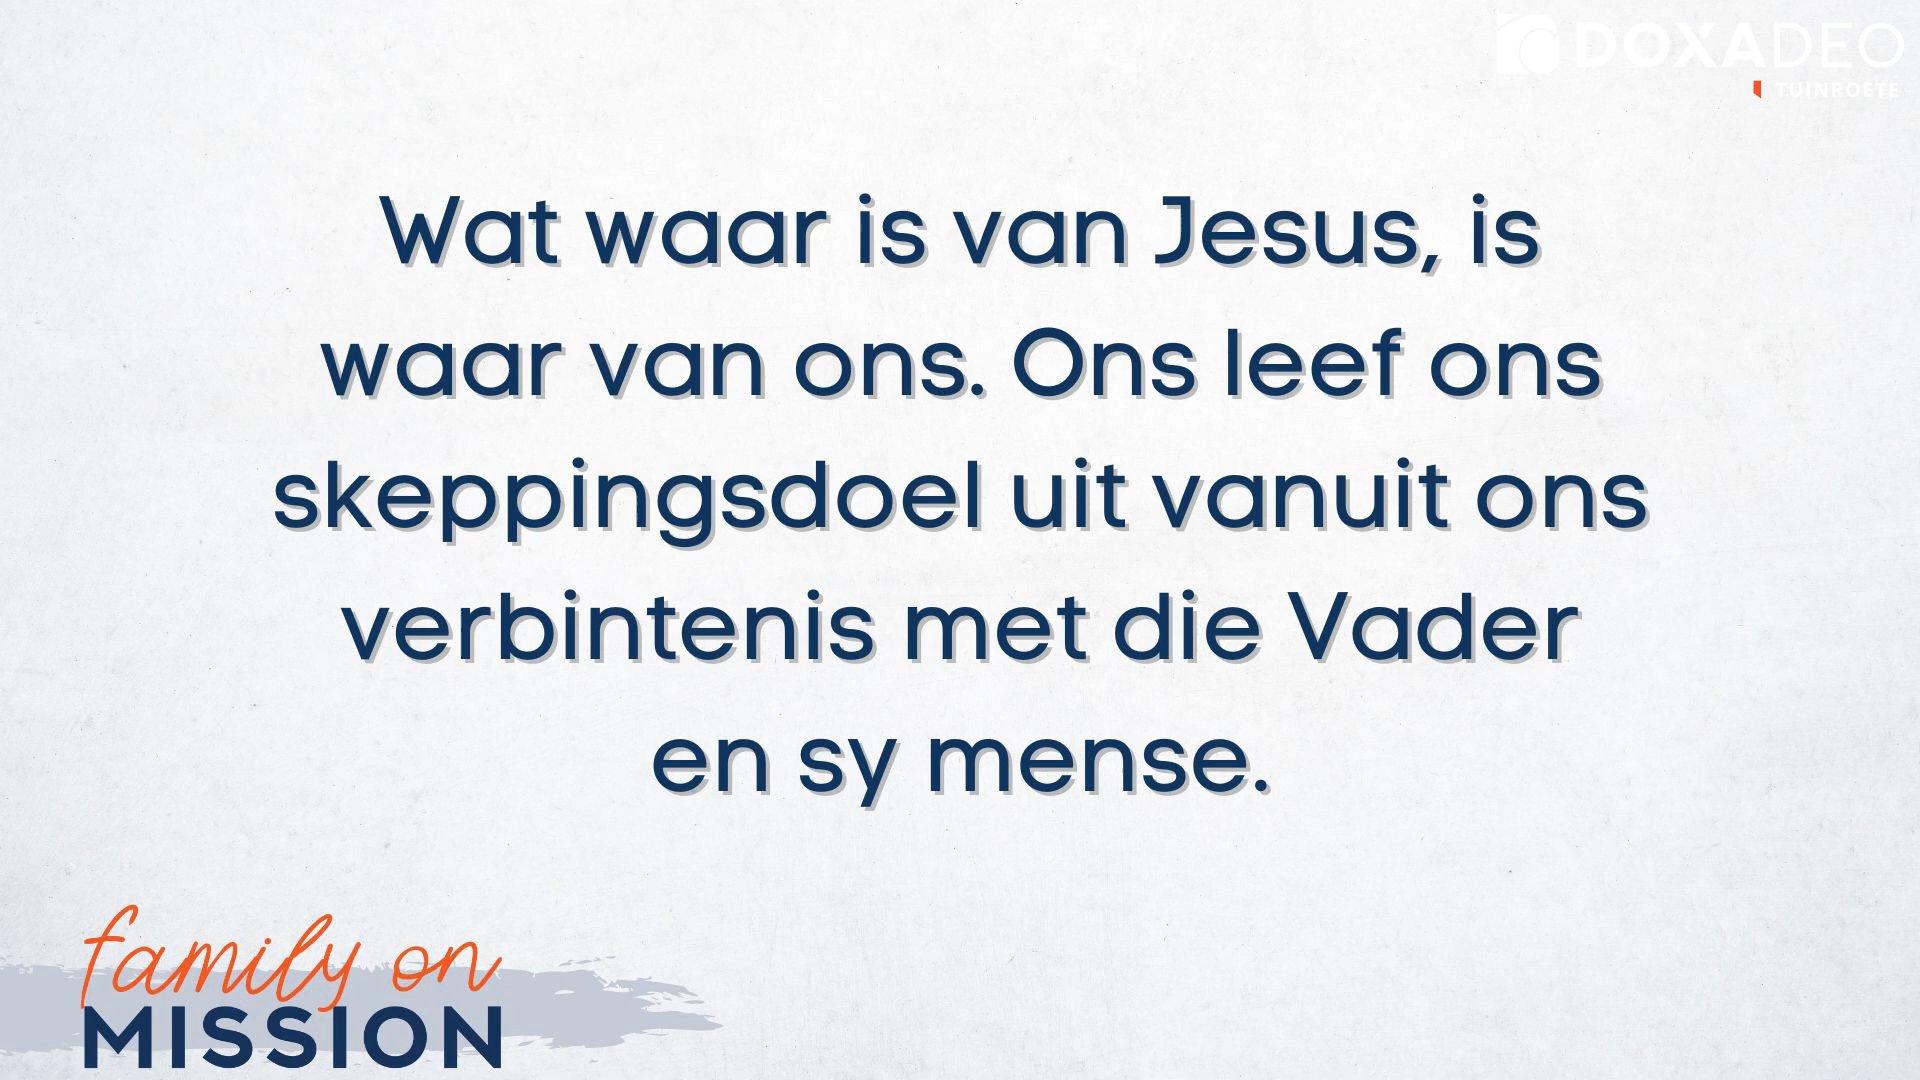 DOXADEO
TUINROETE
Wat waar is van Jesus, is
waar van ons. Ons leef ons
skeppingsdoel uit vanuit ons
verbintenis met die Vader
en sy mense.
family on
MISSION